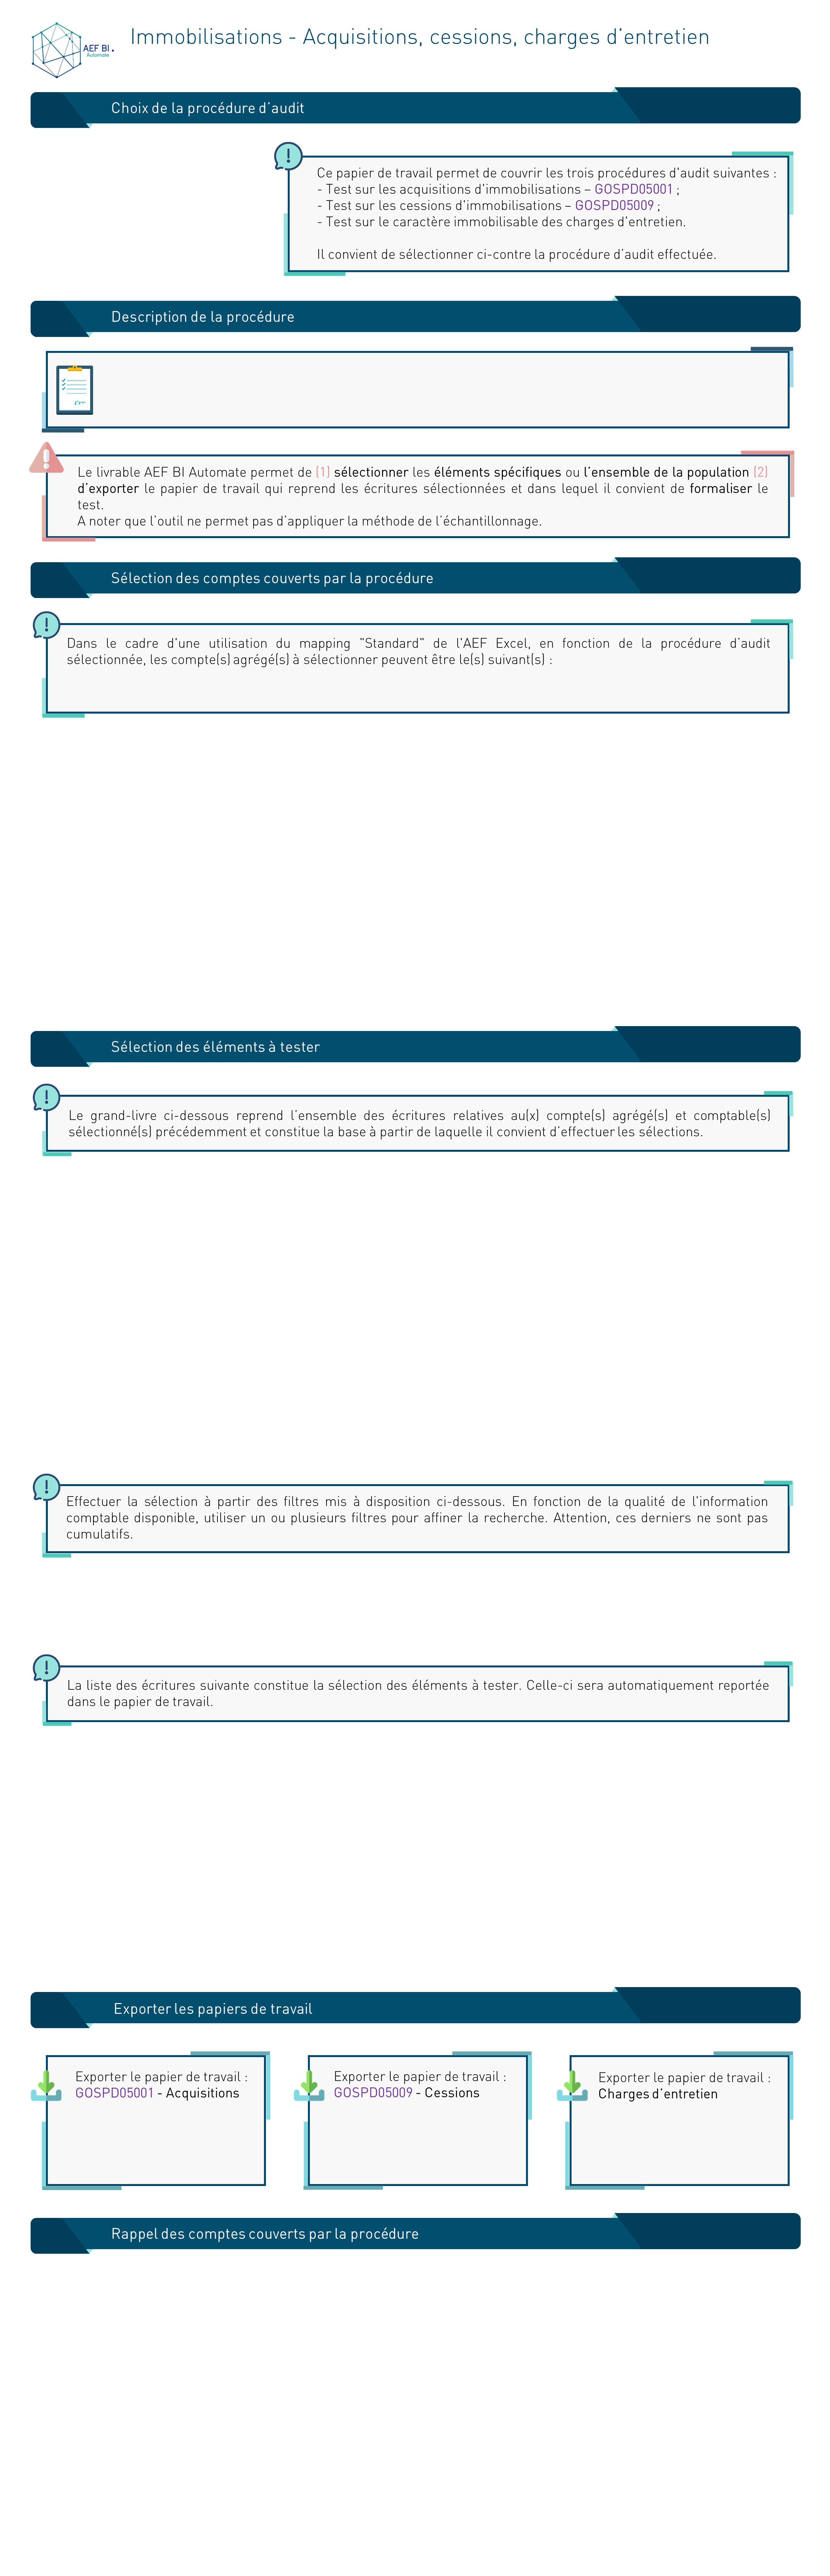 AEF BI
Automate
Immobilisations - Acquisitions, cessions, charges d’entretien
Choix de la procédure d’audit
Ce papier de travail permet de couvrir les trois procédures d'audit suivantes :
- Test sur les acquisitions d'immobilisations – GOSPD05001 ;
- Test sur les cessions d'immobilisations – GOSPD05009 ;
- Test sur le caractère immobilisable des charges d'entretien.
Il convient de sélectionner ci-contre la procédure d’audit effectuée.
Description de la procédure
Le livrable AEF BI Automate permet de (1) sélectionner les éléments spécifiques ou l’ensemble de la population (2)
d’exporter le papier de travail qui reprend les écritures sélectionnées et dans lequel il convient de formaliser le
test.
A noter que l’outil ne permet pas d’appliquer la méthode de l’échantillonnage.
Sélection des comptes couverts par la procédure
Dans le cadre d'une utilisation du mapping "Standard" de l'AEF Excel, en fonction de la procédure d’audit
sélectionnée, les compte(s) agrégé(s) à sélectionner peuvent être le(s) suivant(s) :
Sélection des éléments à tester
Le grand-livre ci-dessous reprend l’ensemble des écritures relatives au(x) compte(s) agrégé(s) et comptable(s)
sélectionné(s) précédemment et constitue la base à partir de laquelle il convient d’effectuer les sélections.
Effectuer la sélection à partir des filtres mis à disposition ci-dessous. En fonction de la qualité de l'information
comptable disponible, utiliser un ou plusieurs filtres pour affiner la recherche. Attention, ces derniers ne sont pas
cumulatifs.
La liste des écritures suivante constitue la sélection des éléments à tester. Celle-ci sera automatiquement reportée
dans le papier de travail.
Exporter les papiers de travail
Exporter le papier de travail :
GOSPD05001 - Acquisitions
Exporter le papier de travail :
GOSPD05009 - Cessions
Exporter le papier de travail :
Charges d’entretien
Rappel des comptes couverts par la procédure